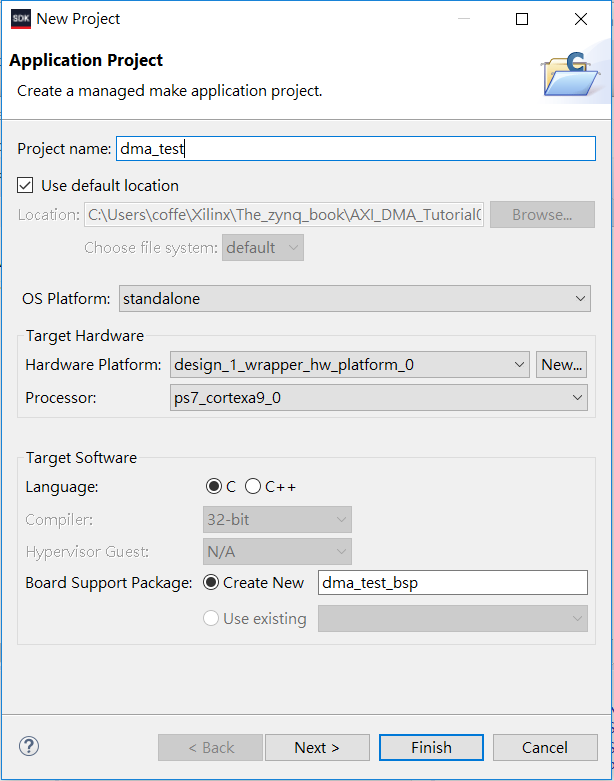 SDK New Project
Application Project
Create a managed make application project.
C
Project name: dma_test
Use default location
Location: C:\Users\coffe\Xilinx\The_zynq_book\AXI_DMA_Tutorial( Browse...
Choose file system: default
OS Platform: standalone
Target Hardware
Hardware Platform: design_1_wrapper_hw_platform_0 New...
Processor: ps7_cortexa9_0
Target Software
Language: C C++
Compiler: 32-bit
Hypervisor Guest: N/A
Board Support Package: Create New dma_test_bsp
Use existing
? < Back Next > Finish Cancel